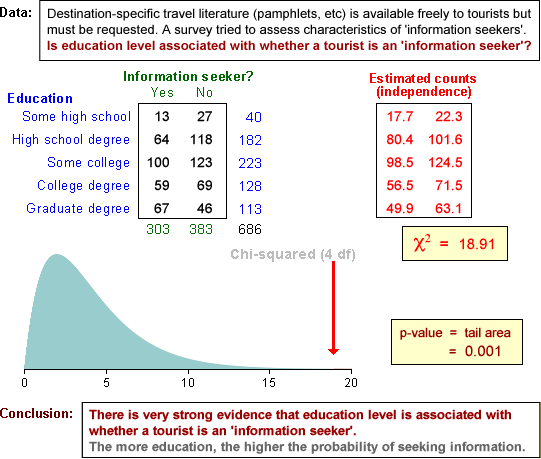 Data: Destination-specific travel literature (pamphlets, etc) is available freely to tourists but
must be requested. A survey tried to assess characteristics of 'information seekers'.
Is education level associated with whether a tourist is an 'information seeker'?
Information seeker?
Education Yes No
Some high school 13 27 40
High school degree 64 118 182
Some college 100 123 223
College degree 59 69 128
Graduate degree 67 46 113
303 383 686
Estimated counts
(independence)
17.7 22.3
80.4 101.6
98.5 124.5
56.5 71.5
49.9 63.1
χ² = 18.91
Chi-squared (4 df)
p-value = tail area
= 0.001
0 5 10 15 20
Conclusion: There is very strong evidence that education level is associated with
whether a tourist is an 'information seeker'.
The more education, the higher the probability of seeking information.